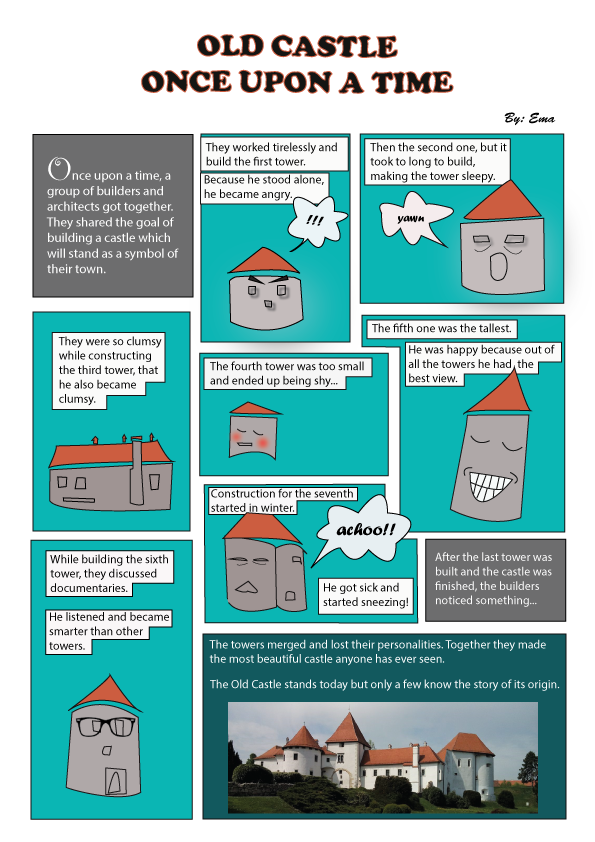 OLD CASTLE
ONCE UPON A TIME
By: Ema
Once upon a time, a
group of builders and
architects got together.
They shared the goal of
building a castle which
will stand as a symbol of
their town.
They worked tirelessly and
build the first tower.
Because he stood alone,
he became angry.
!!!
Then the second one, but it
took to long to build,
making the tower sleepy.
yawn
They were so clumsy
while constructing
the third tower, that
he also became
clumsy.
The fourth tower was too small
and ended up being shy...
The fifth one was the tallest.
He was happy because out of
all the towers he had, the
best view.
While building the sixth
tower, they discussed
documentaries.
He listened and became
smarter than other
towers.
Construction for the seventh
started in winter.
achoo!!
He got sick and
started sneezing!
After the last tower was
built and the castle was
finished, the builders
noticed something...
The towers merged and lost their personalities. Together they made
the most beautiful castle anyone has ever seen.
The Old Castle stands today but only a few know the story of its origin.